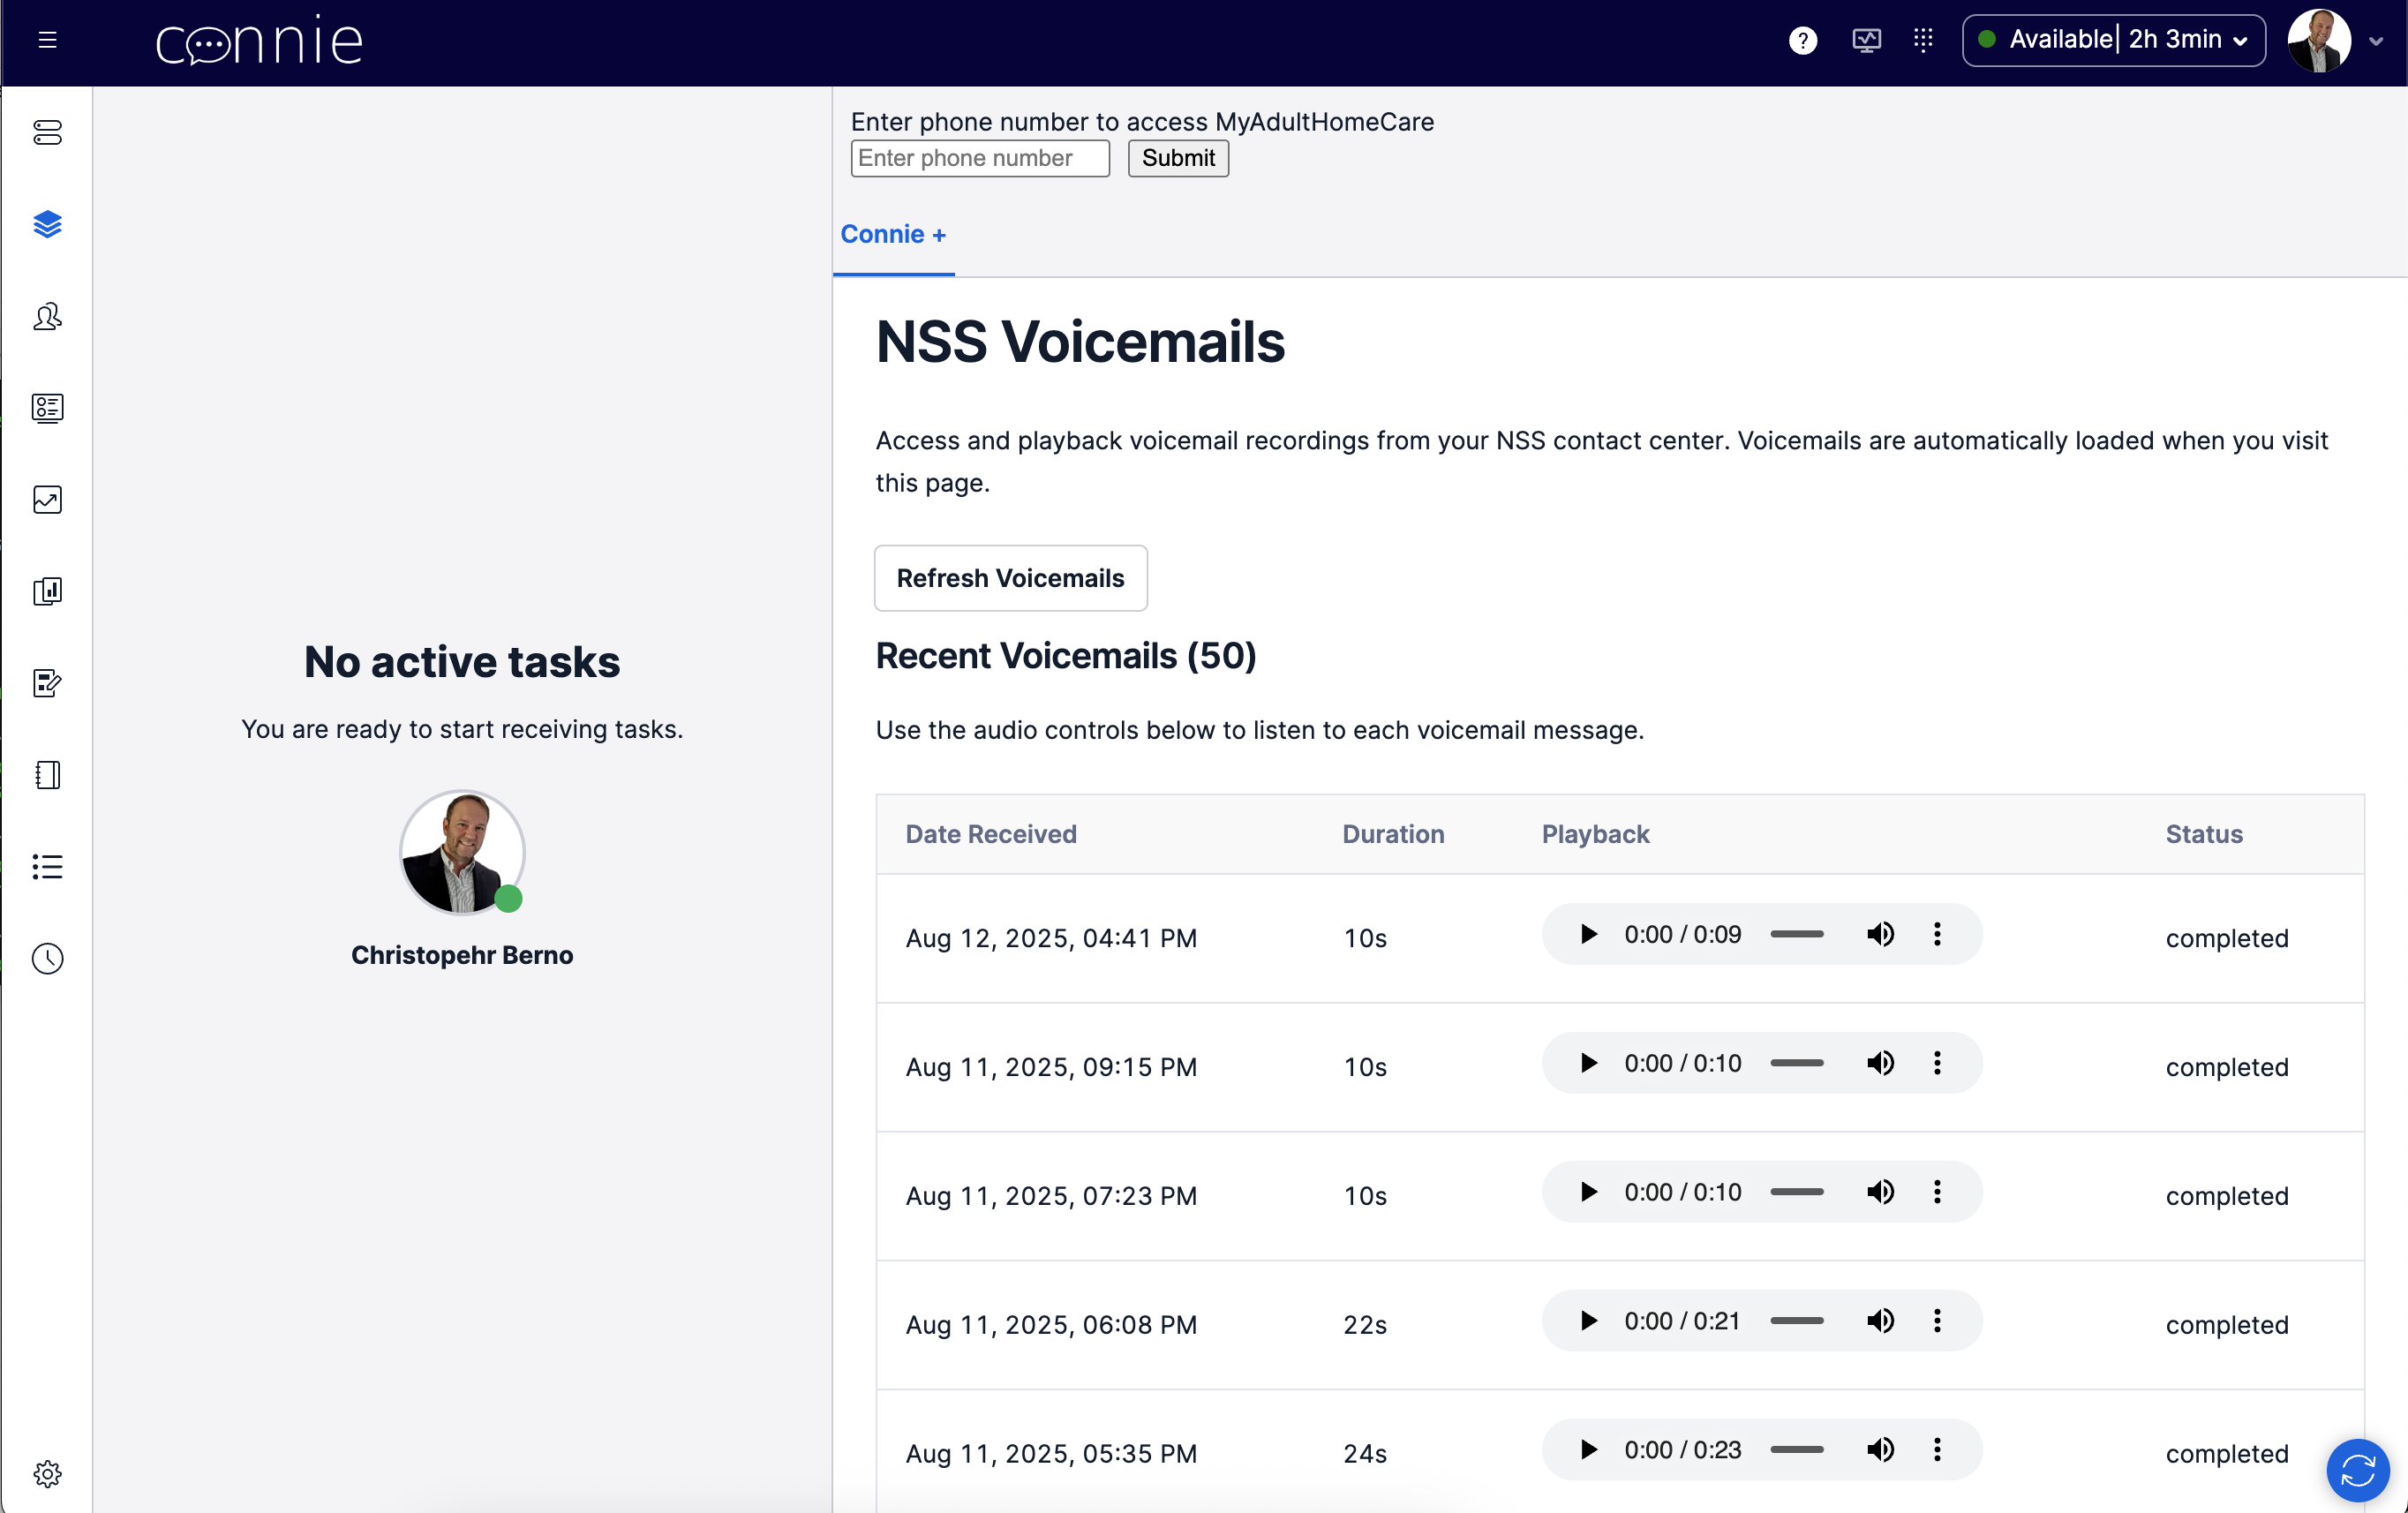 connie
?
Available| 2h 3min
Enter phone number to access MyAdultHomeCare
Enter phone number
Submit
Connie +
NSS Voicemails
Access and playback voicemail recordings from your NSS contact center. Voicemails are automatically loaded when you visit
this page.
Refresh Voicemails
Recent Voicemails (50)
Use the audio controls below to listen to each voicemail message.
No active tasks
You are ready to start receiving tasks.
Christopehr Berno
Date Received Duration Playback Status
Aug 12, 2025, 04:41 PM 10s 0:00 / 0:09 completed
Aug 11, 2025, 09:15 PM 10s 0:00 / 0:10 completed
Aug 11, 2025, 07:23 PM 10s 0:00 / 0:10 completed
Aug 11, 2025, 06:08 PM 22s 0:00 / 0:21 completed
Aug 11, 2025, 05:35 PM 24s 0:00 / 0:23 completed